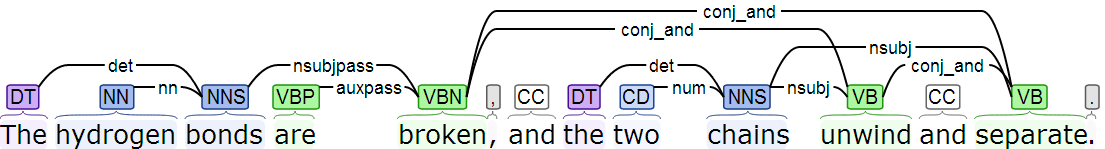 conj_and
conj_and
nsubj
det nsubjpass det conj_and
nn auxpass num nsubj
DT NN NNS VBP VBN , CC DT CD NNS VB CC VB .
The hydrogen bonds are broken, and the two chains unwind and separate.